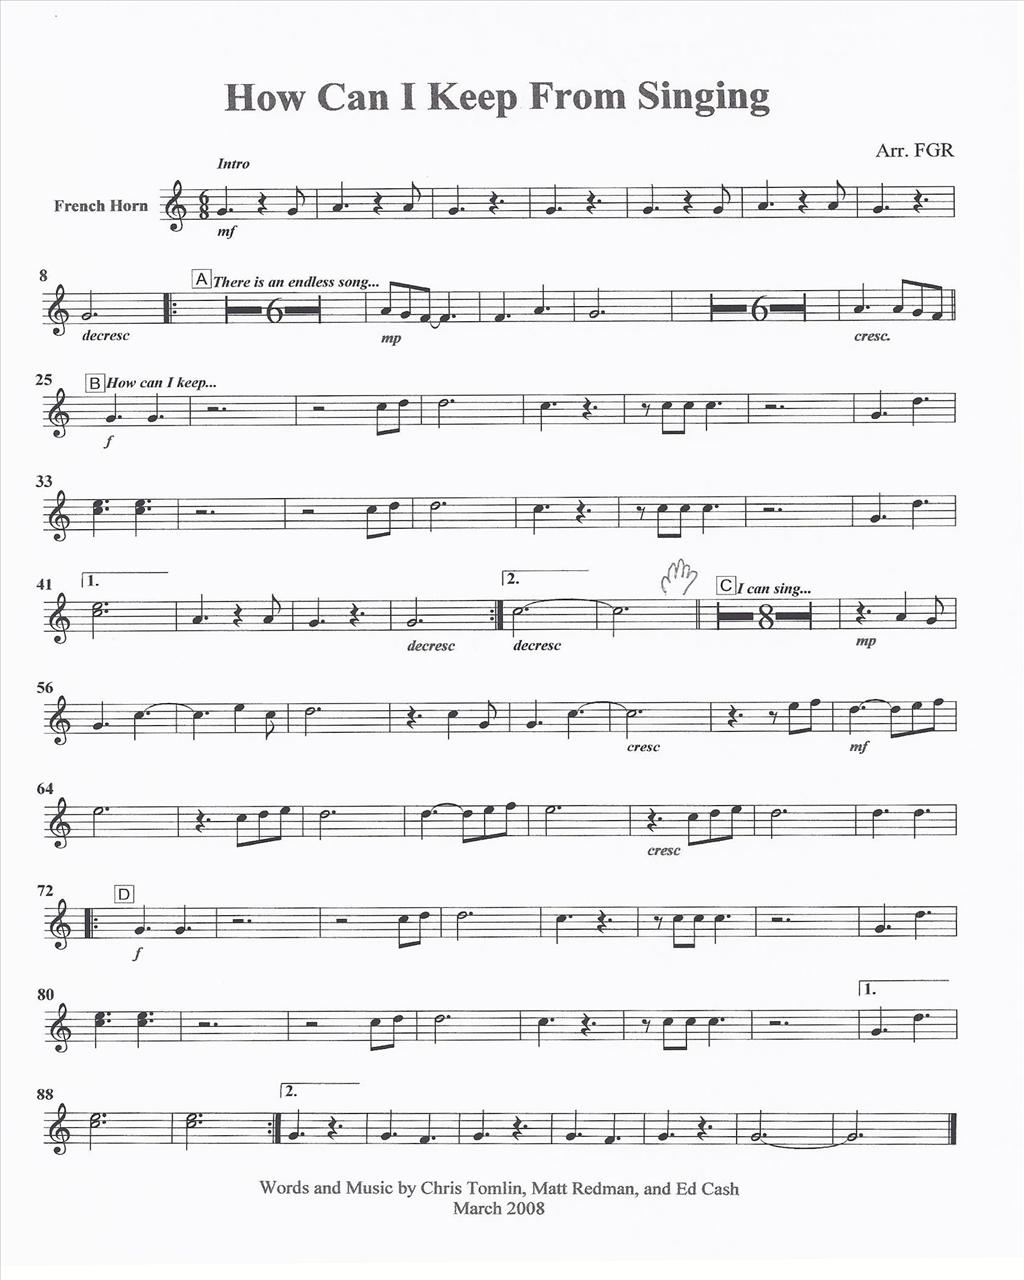 How Can I Keep From Singing
Arr. FGR
Intro
French Horn
6
8
mf
8
A There is an endless song...
6
6
decresc
mp
cresc.
25
B How can I keep...
f
33
41
1.
2.
C I can sing...
8
decresc
decresc
mp
56
cresc
mf
64
cresc
72
D
f
80
1.
88
2.
Words and Music by Chris Tomlin, Matt Redman, and Ed Cash
March 2008